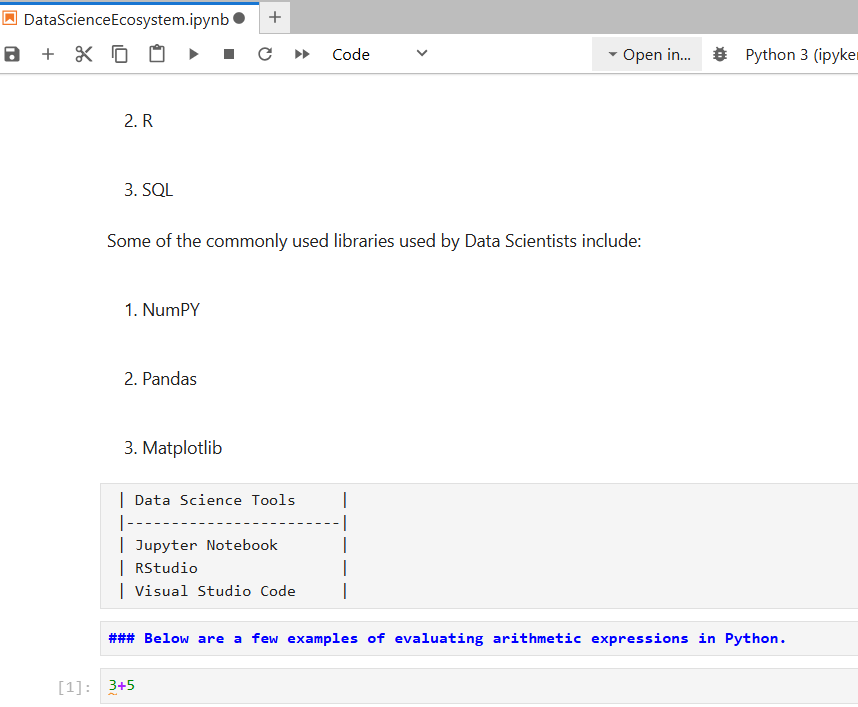 DataScienceEcosystem.ipynb
Code
Open in...
Python 3 (ipyker
2. R
3. SQL
Some of the commonly used libraries used by Data Scientists include:
1. NumPY
2. Pandas
3. Matplotlib
| Data Science Tools     |
|------------------------|
| Jupyter Notebook       |
| RStudio                |
| Visual Studio Code     |
### Below are a few examples of evaluating arithmetic expressions in Python.
[1]: 3+5